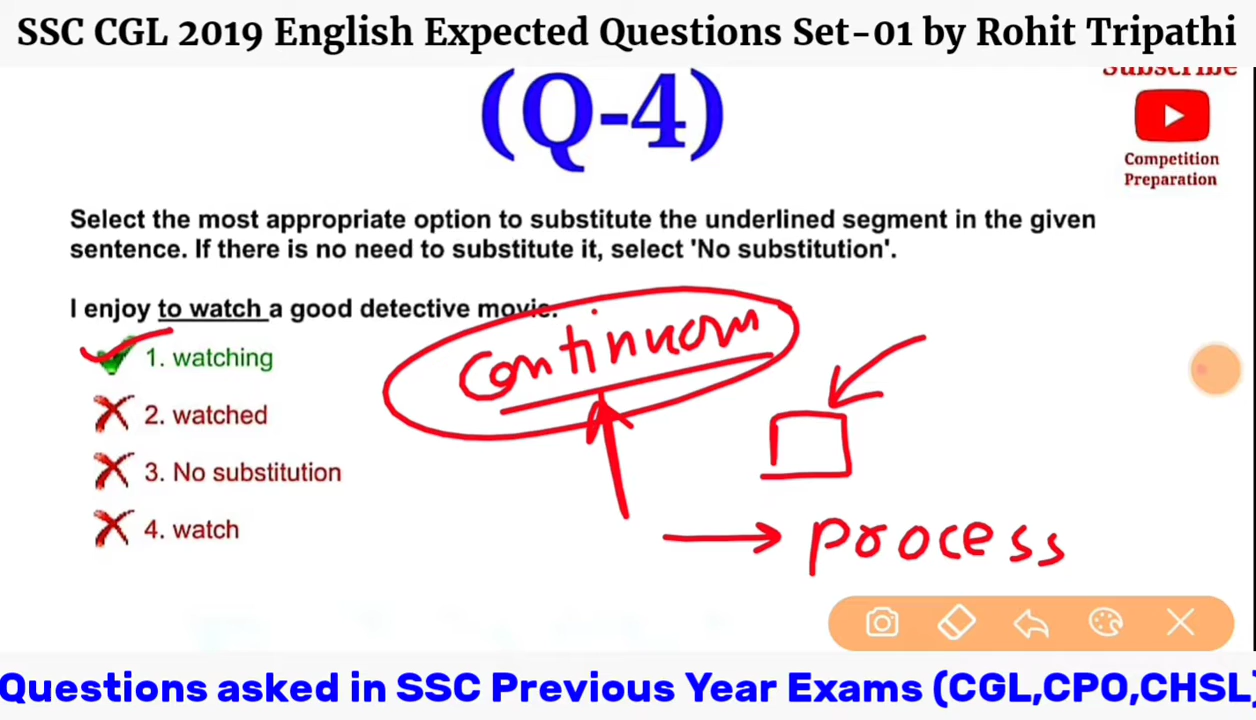 SSC CGL 2019 English Expected Questions Set-01 by Rohit Tripathi
Subscribe
(Q-4)
Competition
Preparation
Select the most appropriate option to substitute the underlined segment in the given
sentence. If there is no need to substitute it, select 'No substitution'.
I enjoy to watch a good detective movie.
1. watching
2. watched
3. No substitution
4. watch
process
Questions asked in SSC Previous Year Exams (CGL,CPO,CHSL)